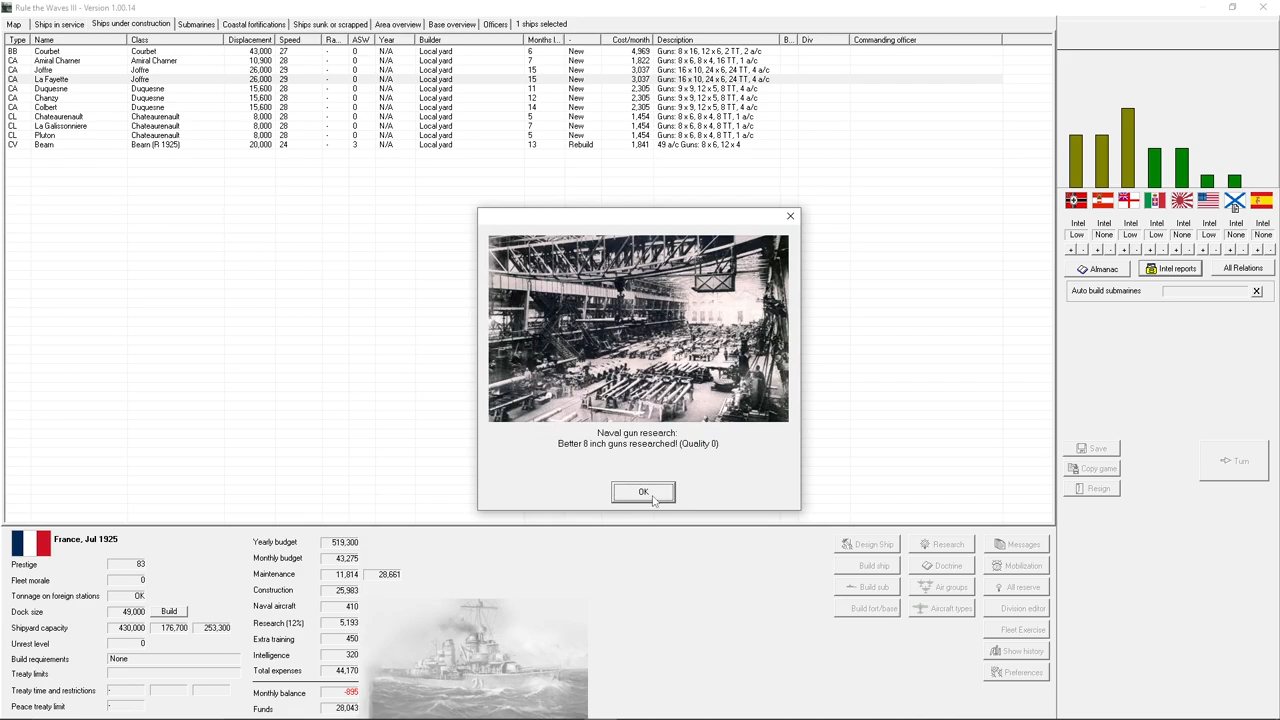 Rule the Waves III - Version 1.00.14
Map Ships in service Ships under construction Submarines Coastal fortifications Ships sunk or scrapped Area overview Base overview Officers 1 ships selected
Type Name Class Displacement Speed Ra... ASW Year Builder Months l... - Cost/month Description B... Div Commanding officer
BB Courbet Courbet 43,000 27 - - N/A Local yard 6 New 4,969 Guns: 8 x 16, 12 x 6, 2 TT, 2 a/c
CA Amiral Charner Amiral Charner 10,900 28 - - N/A Local yard 7 New 1,822 Guns: 8 x 6, 8 x 4, 16 TT, 1 a/c
CA Joffre Joffre 26,000 29 - - N/A Local yard 15 New 3,037 Guns: 16 x 10, 24 x 6, 24 TT, 4 a/c
CA La Fayette Joffre 26,000 29 - - N/A Local yard 15 New 3,037 Guns: 16 x 10, 24 x 6, 24 TT, 4 a/c
CA Duquesne Duquesne 15,600 28 - - N/A Local yard 11 New 2,305 Guns: 9 x 9, 12 x 5, 8 TT, 4 a/c
CA Chanzy Duquesne 15,600 28 - - N/A Local yard 12 New 2,305 Guns: 9 x 9, 12 x 5, 8 TT, 4 a/c
CA Colbert Duquesne 15,600 28 - - N/A Local yard 14 New 2,305 Guns: 9 x 9, 12 x 5, 8 TT, 4 a/c
CL Chateaurenault Chateaurenault 8,000 28 - - N/A Local yard 5 New 1,454 Guns: 8 x 6, 8 x 4, 8 TT, 1 a/c
CL La Galissonniere Chateaurenault 8,000 28 - - N/A Local yard 7 New 1,454 Guns: 8 x 6, 8 x 4, 8 TT, 1 a/c
CL Pluton Chateaurenault 8,000 28 - - N/A Local yard 5 New 1,454 Guns: 8 x 6, 8 x 4, 8 TT, 1 a/c
CV Bearn Bearn (R 1925) 20,000 24 - 3 N/A Local yard 13 Rebuild 1,841 49 a/c Guns: 8 x 6, 12 x 4
Intel Intel Intel Intel Intel Intel Intel Intel
Low None Low Low Low Low None None
+ - + - + - + - + - + - + - + -
Almanac Intel reports All Relations
Auto build submarines X
Naval gun research:
Better 8 inch guns researched! (Quality 0)
OK
Save
Copy game
Resign
Turn
France, Jul 1925
Prestige 83
Fleet morale 0
Tonnage on foreign stations OK
Dock size 49,000 Build
Shipyard capacity 430,000 176,700 253,300
Unrest level 0
Build requirements None
Treaty limits
Treaty time and restrictions -
Peace treaty limit -
Yearly budget 519,300
Monthly budget 43,275
Maintenance 11,814 28,661
Construction 25,983
Naval aircraft 410
Research (12%) 5,193
Extra training 450
Intelligence 320
Total expenses 44,170
Monthly balance -895
Funds 28,043
Design Ship Research Messages
Build ship Doctrine Mobilization
Build sub Air groups All reserve
Build fort/base Aircraft types Division editor
Fleet Exercise
Show history
Preferences